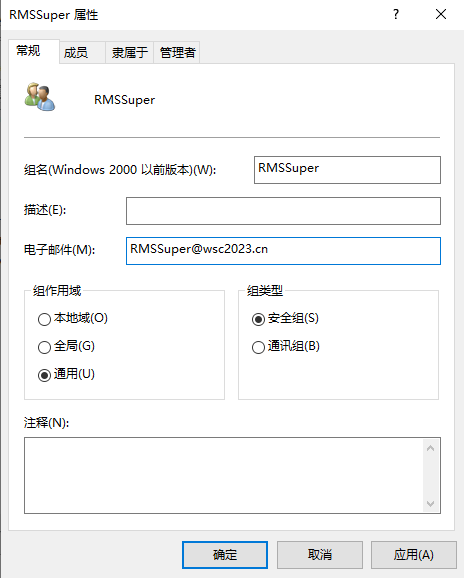 RMSSuper 属性
常规 成员 隶属于 管理者
RMSSuper
组名(Windows 2000 以前版本)(W): RMSSuper
描述(E):
电子邮件(M): RMSSuper@wsc2023.cn
组作用域 组类型
本地域(O) 安全组(S)
全局(G) 通讯组(B)
通用(U)
注释(N):
确定 取消 应用(A)